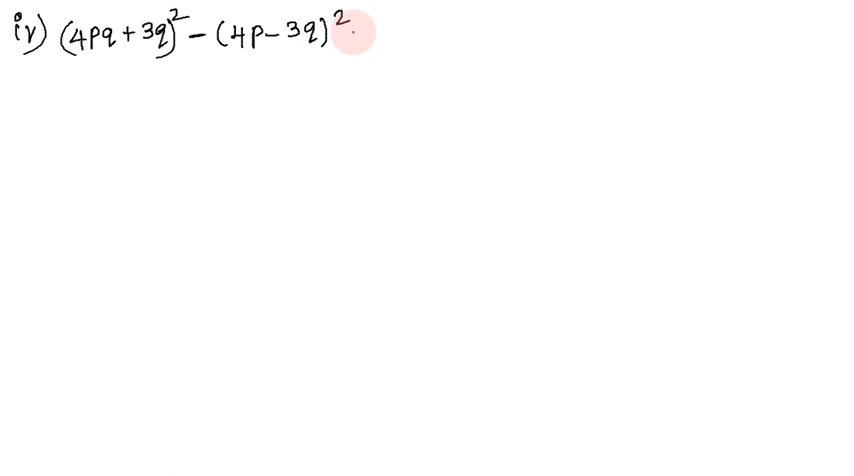 iv) (4pq + 3q)² - (4p - 3q)²